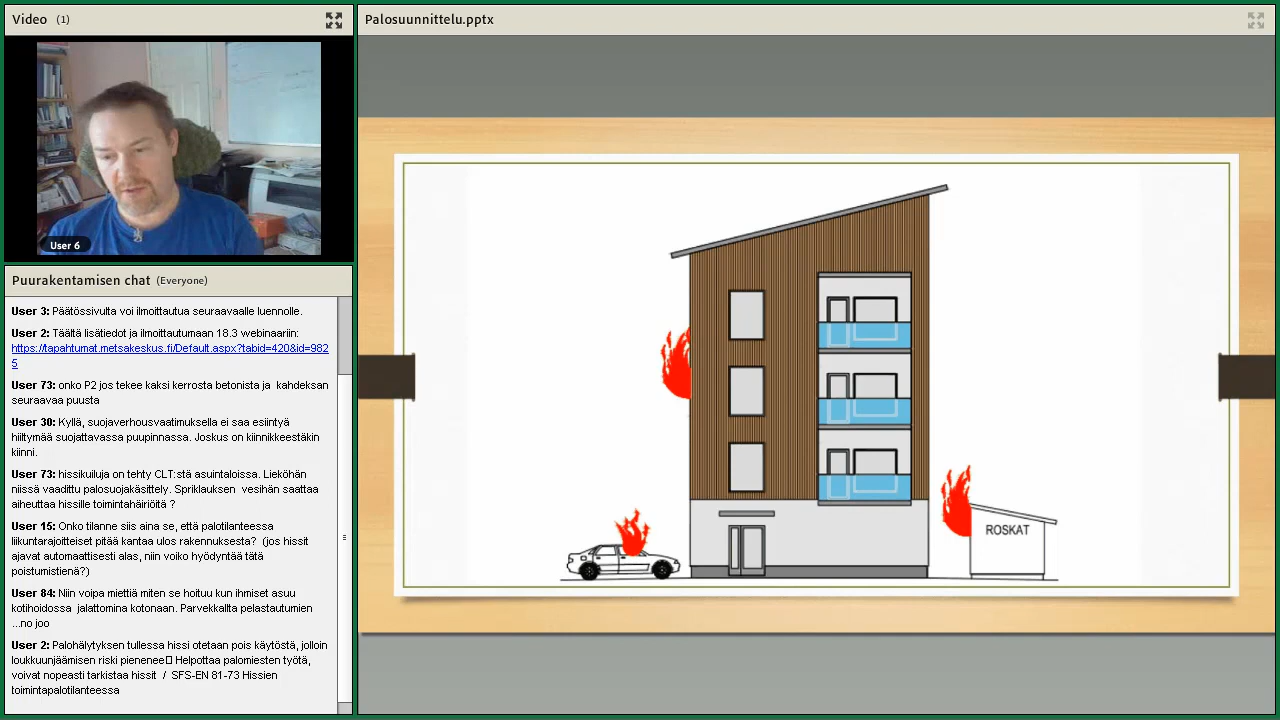 Video (1)
User 6
Puurakentamisen chat (Everyone)
User 3: Päätössivulta voi ilmoittautua seuraavaalle luennolle.
User 2: Täältä lisätiedot ja ilmoittautumaan 18.3 webinaariin:
https://tapahtumat.metsakeskus.fi/Default.aspx?tabid=420&id=982
5
User 73: onko P2 jos tekee kaksi kerrosta betonista ja kahdeksan
seuraavaa puusta
User 30: Kyllä, suojaverhousvaatimuksella ei saa esiintyä
hiiltymää suojattavassa puupinnassa. Joskus on kiinnikkeestäkin
kiinni.
User 73: hissikuiluja on tehty CLT:stä asuintaloissa. Lieköhän
niissä vaadittu palosuojakäsittely. Spriklauksen vesihän saattaa
aiheuttaa hissille toimintahäiriötä ?
User 15: Onko tilanne siis aina se, että palotilanteessa
liikuntarajoitteiset pitää kantaa ulos rakennuksesta? (jos hissit
ajavat automaattisesti alas, niin voiko hyödyntää tätä
poistumistienä?)
User 84: Niin voipa miettiä miten se hoituu kun ihmiset asuu
kotihoidossa jalattomina kotonaan. Parvekkallta pelastautumien
...no joo
User 2: Palohälytyksen tullessa hissi otetaan pois käytöstä, jolloin
loukkuunjäämisen riski pienenee Helpottaa palomiesten työtä,
voivat nopeasti tarkistaa hissit / SFS-EN 81-73 Hissien
toimintapalotilanteessa
Palosuunnittelu.pptx
ROSKAT